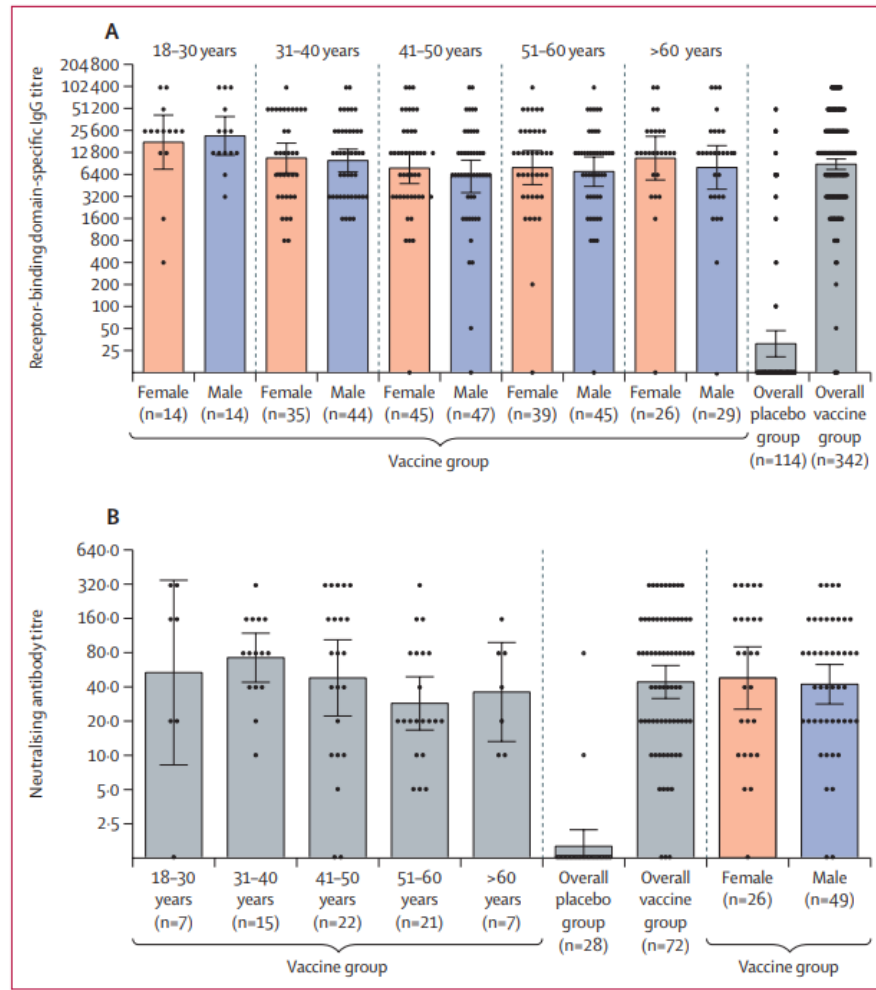 A
18–30 years 31–40 years 41–50 years 51–60 years >60 years
Receptor-binding domain-specific IgG titre
204 800
102 400
51 200
25 600
12 800
6400
3200
1600
800
400
200
100
50
25
Female Male Female Male Female Male Female Male Female Male Overall Overall
(n=14) (n=14) (n=35) (n=44) (n=45) (n=47) (n=39) (n=45) (n=26) (n=29) placebo vaccine
group group
(n=114) (n=342)
Vaccine group
B
Neutralising antibody titre
640·0
320·0
160·0
80·0
40·0
20·0
10·0
5·0
2·5
18–30 31–40 41–50 51–60 >60 Overall Overall Female Male
years years years years years placebo vaccine (n=26) (n=49)
(n=7) (n=15) (n=22) (n=21) (n=7) group group
(n=28) (n=72)
Vaccine group Vaccine group